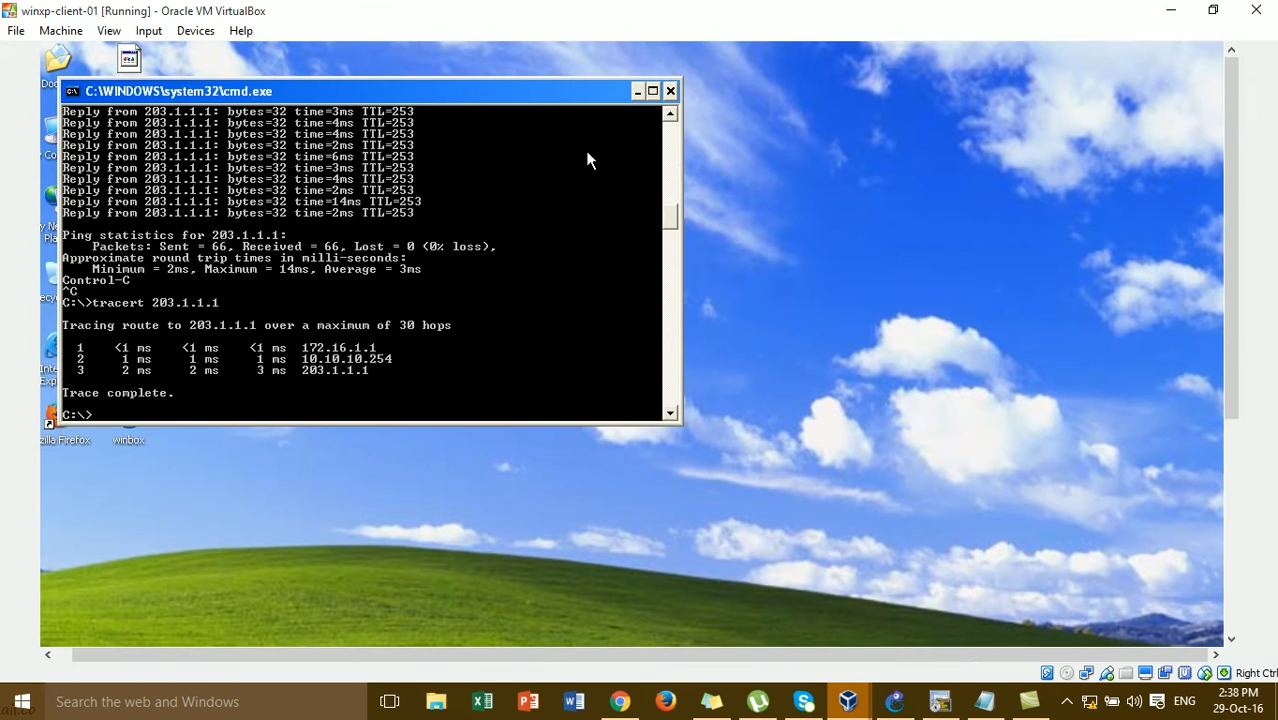 winxp-client-01 [Running] - Oracle VM VirtualBox
File Machine View Input Devices Help
C:\WINDOWS\system32\cmd.exe
Reply from 203.1.1.1: bytes=32 time=3ms TTL=253
Reply from 203.1.1.1: bytes=32 time=4ms TTL=253
Reply from 203.1.1.1: bytes=32 time=4ms TTL=253
Reply from 203.1.1.1: bytes=32 time=2ms TTL=253
Reply from 203.1.1.1: bytes=32 time=6ms TTL=253
Reply from 203.1.1.1: bytes=32 time=3ms TTL=253
Reply from 203.1.1.1: bytes=32 time=4ms TTL=253
Reply from 203.1.1.1: bytes=32 time=2ms TTL=253
Reply from 203.1.1.1: bytes=32 time=14ms TTL=253
Reply from 203.1.1.1: bytes=32 time=2ms TTL=253
Ping statistics for 203.1.1.1:
Packets: Sent = 66, Received = 66, Lost = 0 (0% loss),
Approximate round trip times in milli-seconds:
Minimum = 2ms, Maximum = 14ms, Average = 3ms
Control-C
^C
C:\>tracert 203.1.1.1
Tracing route to 203.1.1.1 over a maximum of 30 hops
1 <1 ms <1 ms <1 ms 172.16.1.1
2 1 ms 1 ms 1 ms 10.10.10.254
3 2 ms 2 ms 3 ms 203.1.1.1
Trace complete.
C:\>
zilla Firefox winbox
Right Ctrl
Search the web and Windows
ENG
2:38 PM
29-Oct-16